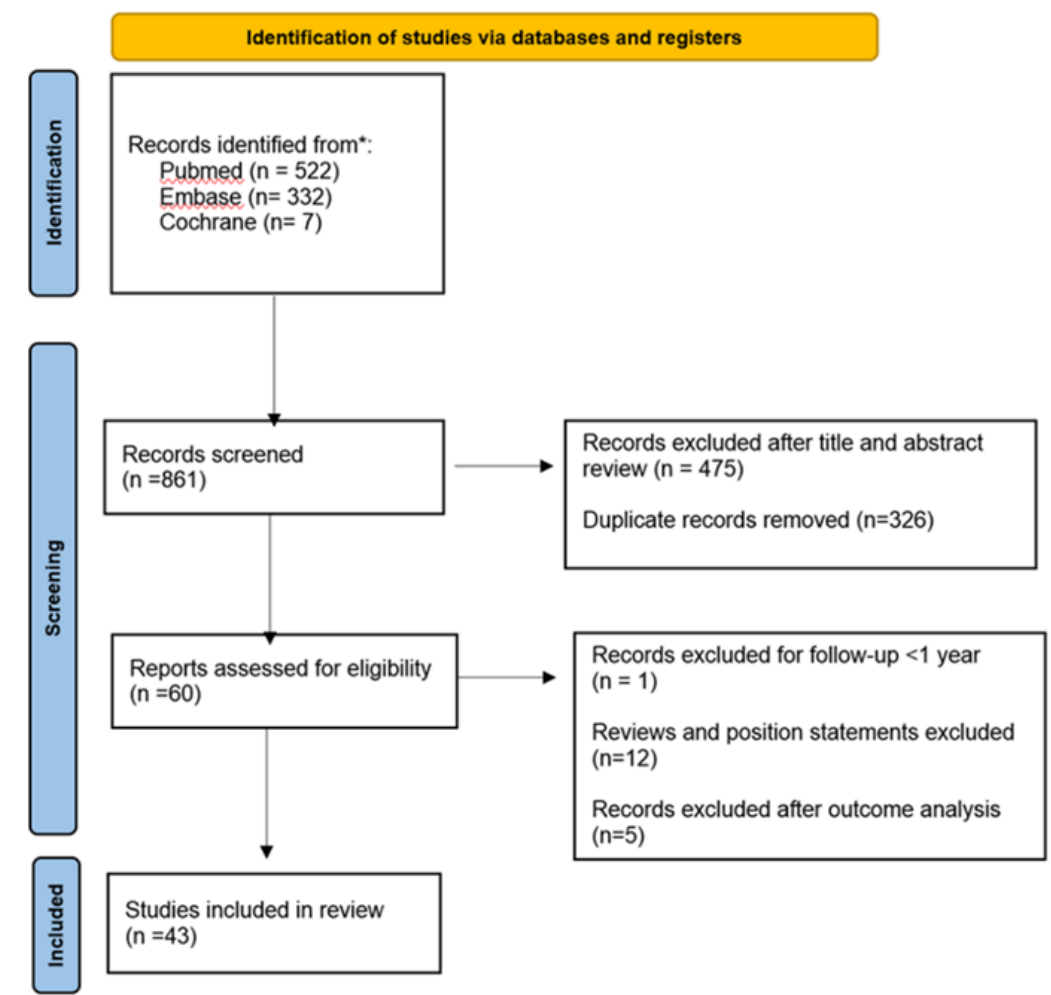 Identification of studies via databases and registers
Identification
Records identified from*:
Pubmed (n = 522)
Embase (n= 332)
Cochrane (n= 7)
Screening
Records screened
(n =861)
Records excluded after title and abstract
review (n = 475)
Duplicate records removed (n=326)
Reports assessed for eligibility
(n =60)
Records excluded for follow-up <1 year
(n = 1)
Reviews and position statements excluded
(n=12)
Records excluded after outcome analysis
(n=5)
Included
Studies included in review
(n =43)